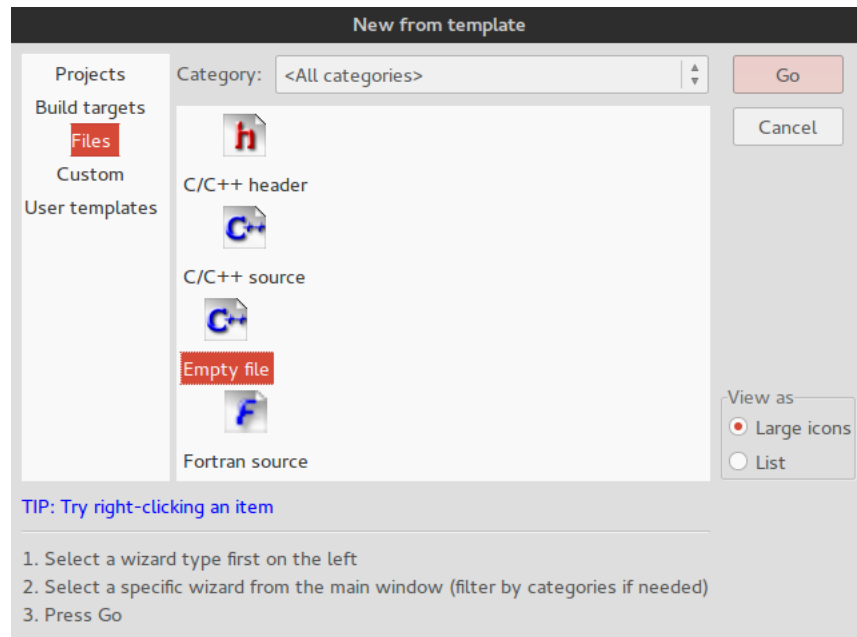 New from template
Projects
Build targets
Files
Custom
User templates
Category: <All categories>
Go
Cancel
h
C/C++ header
C++
C/C++ source
C++
Empty file
F
Fortran source
View as
Large icons
List
TIP: Try right-clicking an item
1. Select a wizard type first on the left
2. Select a specific wizard from the main window (filter by categories if needed)
3. Press Go